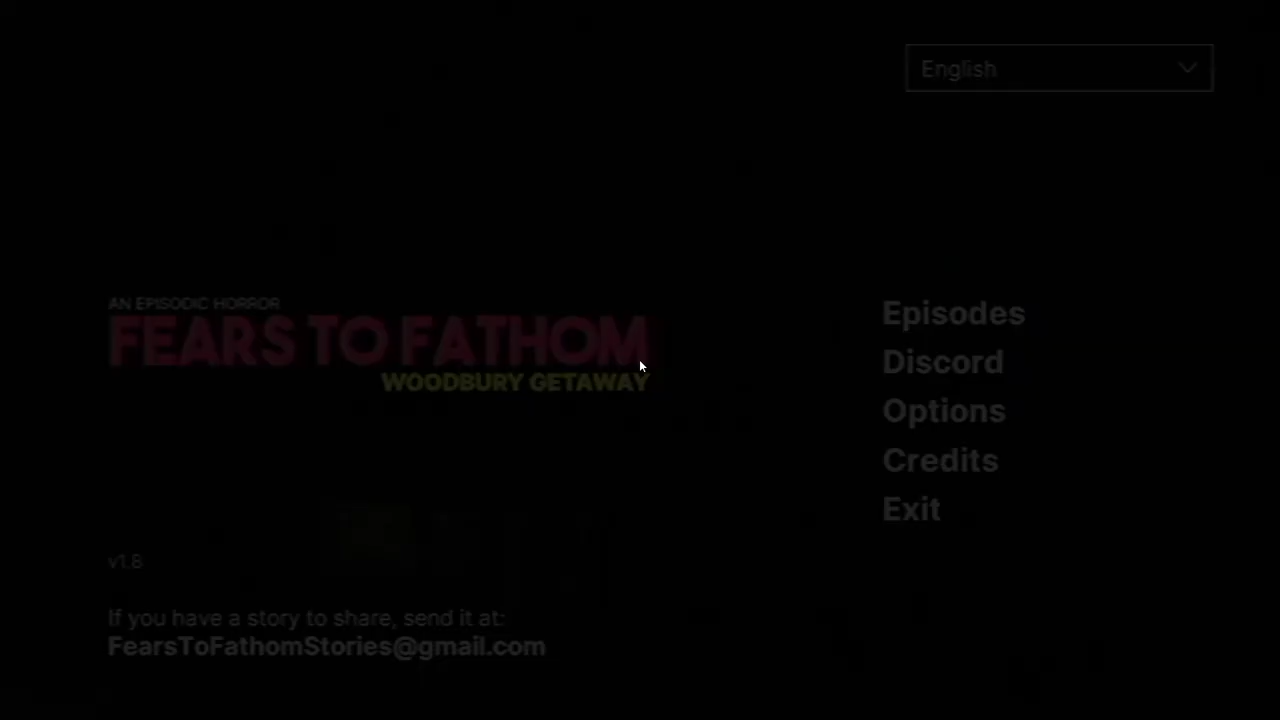 English
AN EPISODIC HORROR
FEARS TO FATHOM
WOODBURY GETAWAY
Episodes
Discord
Options
Credits
Exit
v1.8
If you have a story to share, send it at:
FearsToFathomStories@gmail.com